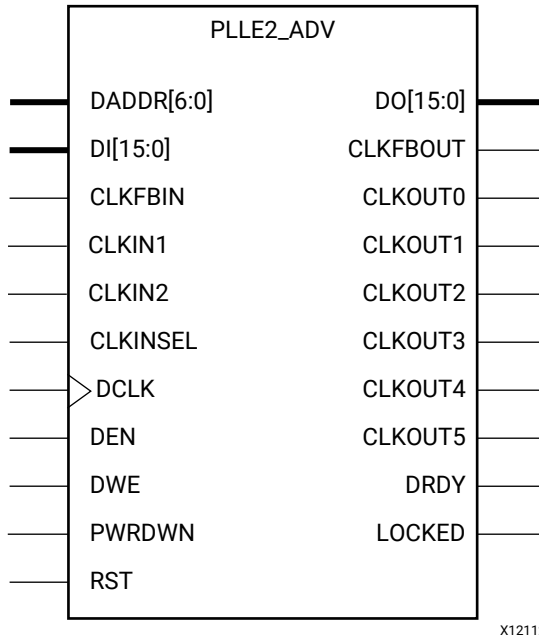 PLLE2_ADV
DADDR[6:0] DO[15:0]
DI[15:0] CLKFBOUT
CLKFBIN CLKOUT0
CLKIN1 CLKOUT1
CLKIN2 CLKOUT2
CLKINSEL CLKOUT3
DCLK CLKOUT4
DEN CLKOUT5
DWE DRDY
PWRDWN LOCKED
RST
X1211